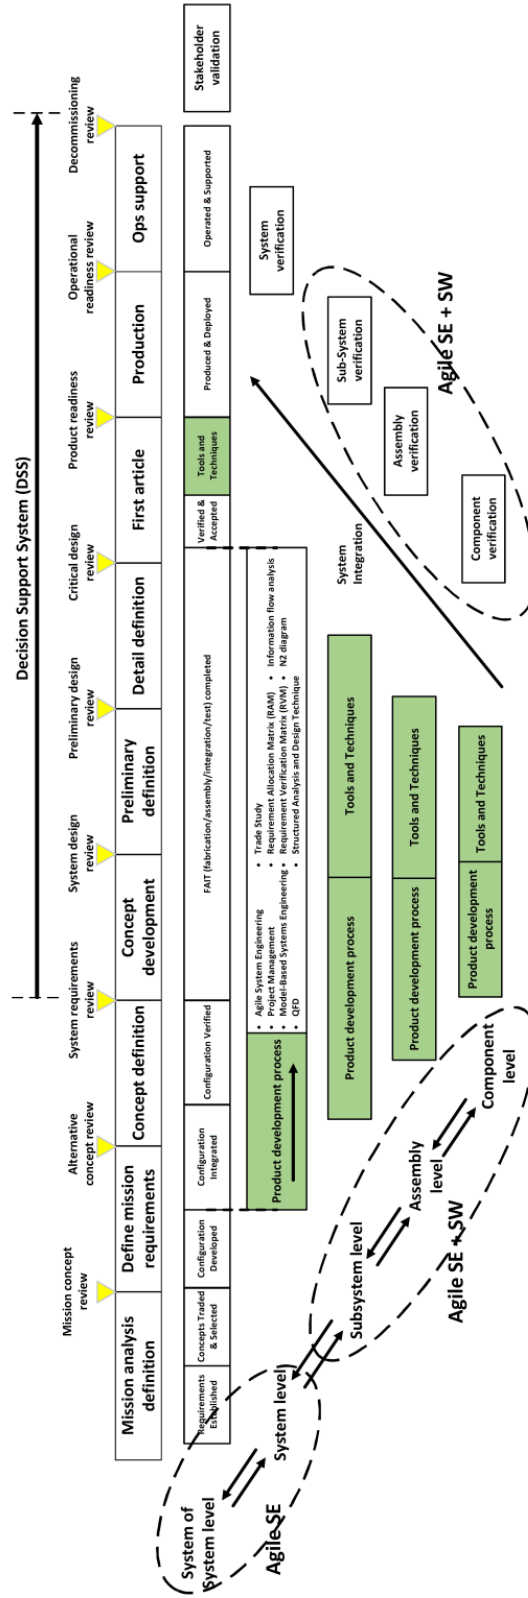 Decision Support System (DSS)
Mission concept
review
Alternative
concept review
System requirements
review
System design
review
Preliminary design
review
Critical design
review
Product readiness
review
Operational
readiness review
Decommissioning
review
Mission analysis
definition
Define mission
requirements
Concept definition
Concept
development
Preliminary
definition
Detail definition
First article
Production
Ops support
Requirements
Established
Concepts Traded
& Selected
Configuration
Developed
Configuration
Integrated
Configuration Verified
FAIT (fabrication/assembly/integration/test) completed
Verified &
Accepted
Tools and
Techniques
Produced & Deployed
Operated & Supported
Stakeholder
validation
Product development process
• Agile System Engineering
• Project Management
• Model-Based Systems Engineering
• QFD
• Trade Study
• Requirement Allocation Matrix (RAM)
• Requirement Verification Matrix (RVM)
• Structured Analysis and Design Technique
• Information flow analysis
• N2 diagram
System
verification
System of
System level
System level
Agile SE
Product development process
Tools and Techniques
System
Integration
Sub-System
verification
Subsystem level
Product development process
Tools and Techniques
Assembly
verification
Assembly
level
Agile SE + SW
Product development
process
Tools and Techniques
Component
verification
Component
level
Agile SE + SW